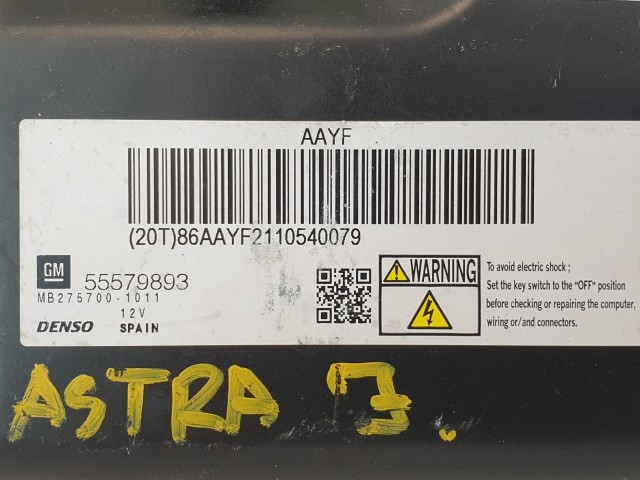 AAYF
(20T)86AAYF2110540079
GM 55579893
MB275700-1011
12V
DENSO SPAIN
WARNING
To avoid electric shock ;
Set the key switch to the "OFF" position
before checking or repairing the computer,
wiring or/and connectors.
ASTRA J.